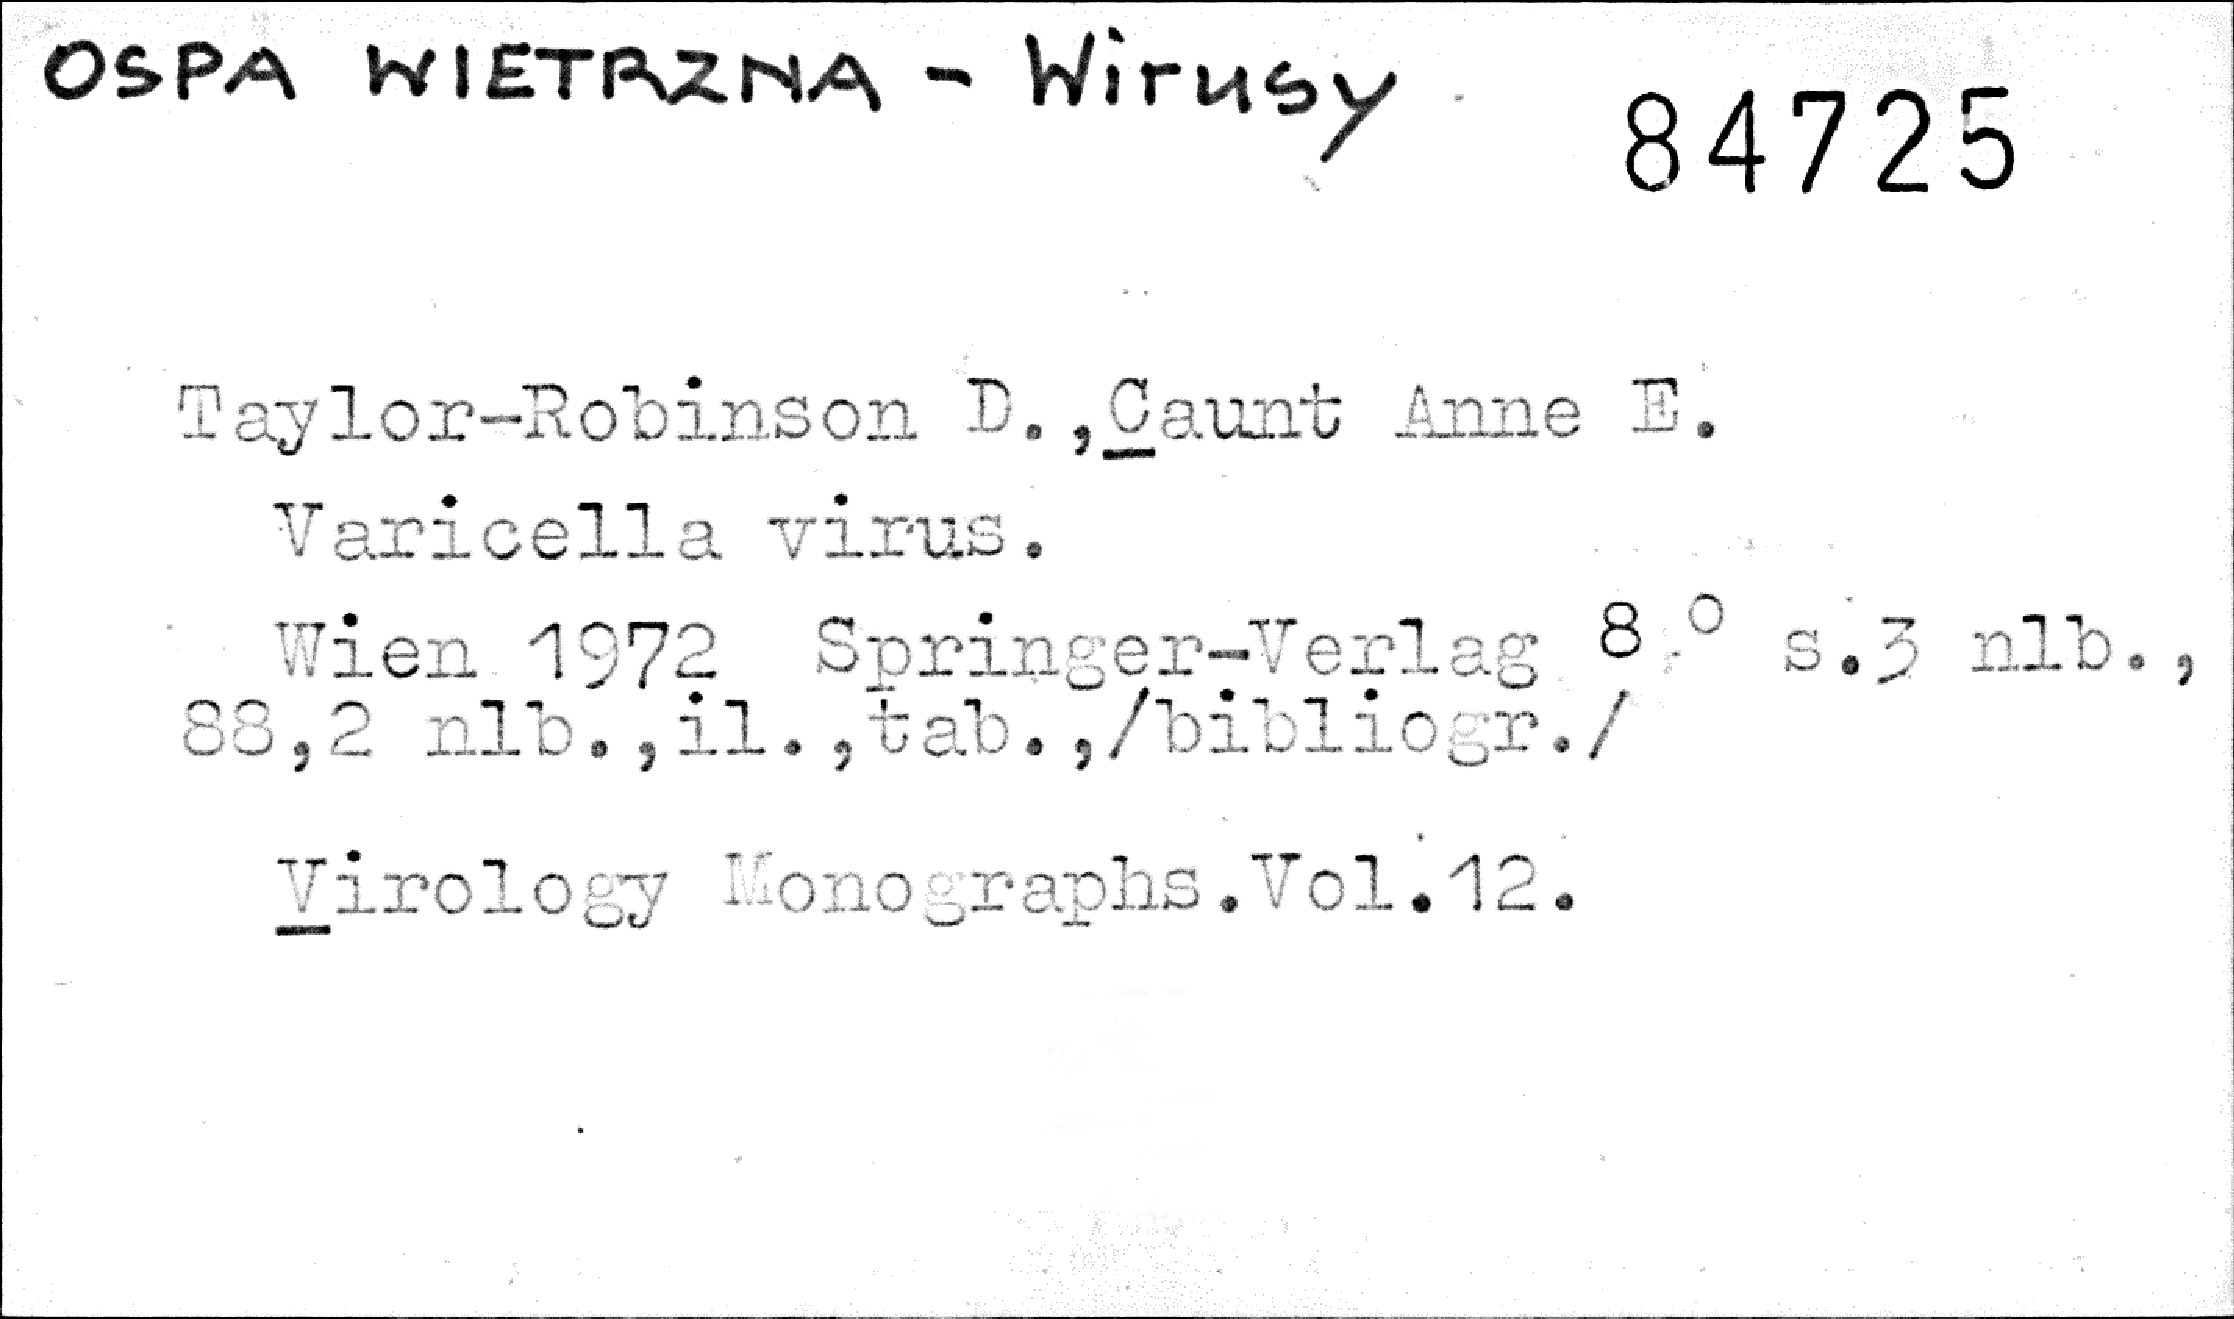 OSPA WIETRZNA - Wirusy
84725
Taylor-Robinson D.,Caunt Anne E.
Varicella virus.
Wien 1972 Springer-Verlag 8° s.3 nlb.,
88,2 nlb.,il.,tab.,/bibliogr./
Virology Monographs.Vol.12.